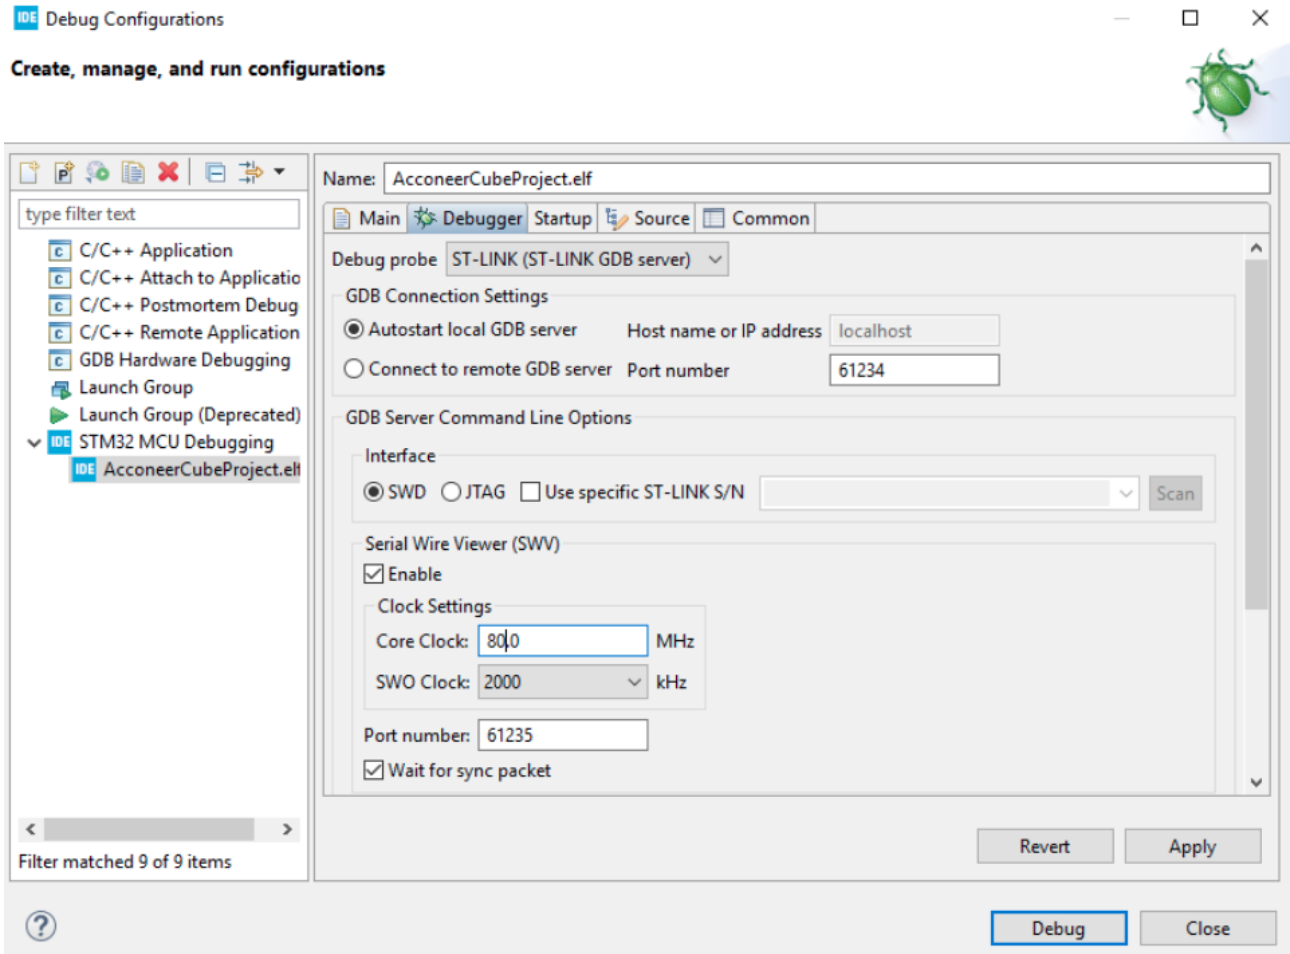 IDE Debug Configurations
Create, manage, and run configurations
type filter text
C/C++ Application
C/C++ Attach to Applicatio
C/C++ Postmortem Debug
C/C++ Remote Application
GDB Hardware Debugging
Launch Group
Launch Group (Deprecated)
IDE STM32 MCU Debugging
IDE AcconeerCubeProject.elf
Filter matched 9 of 9 items
Name: AcconeerCubeProject.elf
Main Debugger Startup Source Common
Debug probe ST-LINK (ST-LINK GDB server)
GDB Connection Settings
Autostart local GDB server Host name or IP address localhost
Connect to remote GDB server Port number 61234
GDB Server Command Line Options
Interface
SWD JTAG Use specific ST-LINK S/N Scan
Serial Wire Viewer (SWV)
Enable
Clock Settings
Core Clock: 80.0 MHz
SWO Clock: 2000 kHz
Port number: 61235
Wait for sync packet
Revert Apply
? Debug Close